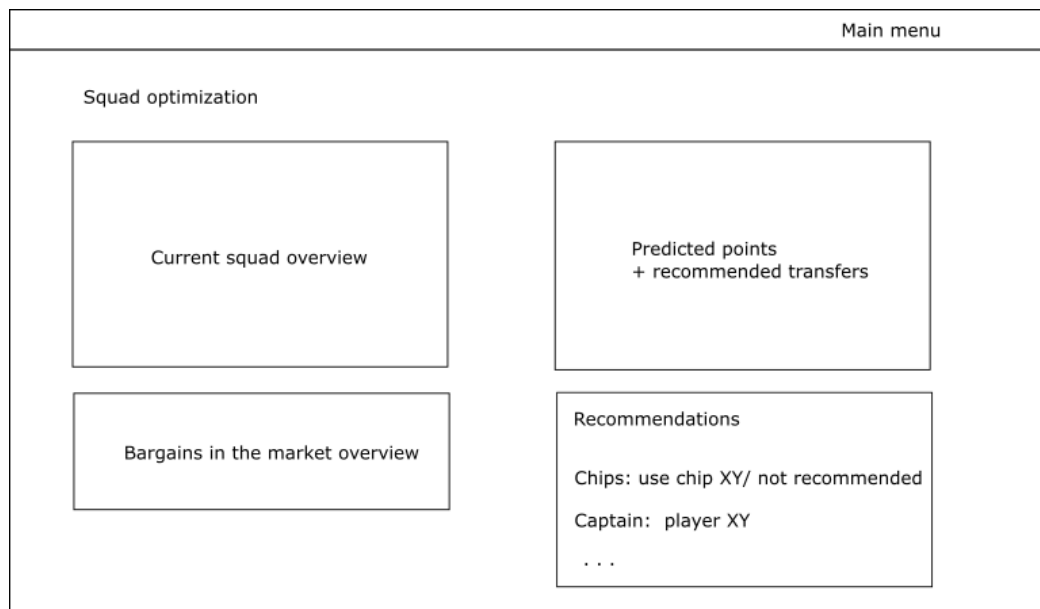 Main menu
Squad optimization
Current squad overview
Predicted points
+ recommended transfers
Bargains in the market overview
Recommendations
Chips: use chip XY/ not recommended
Captain: player XY
. . .